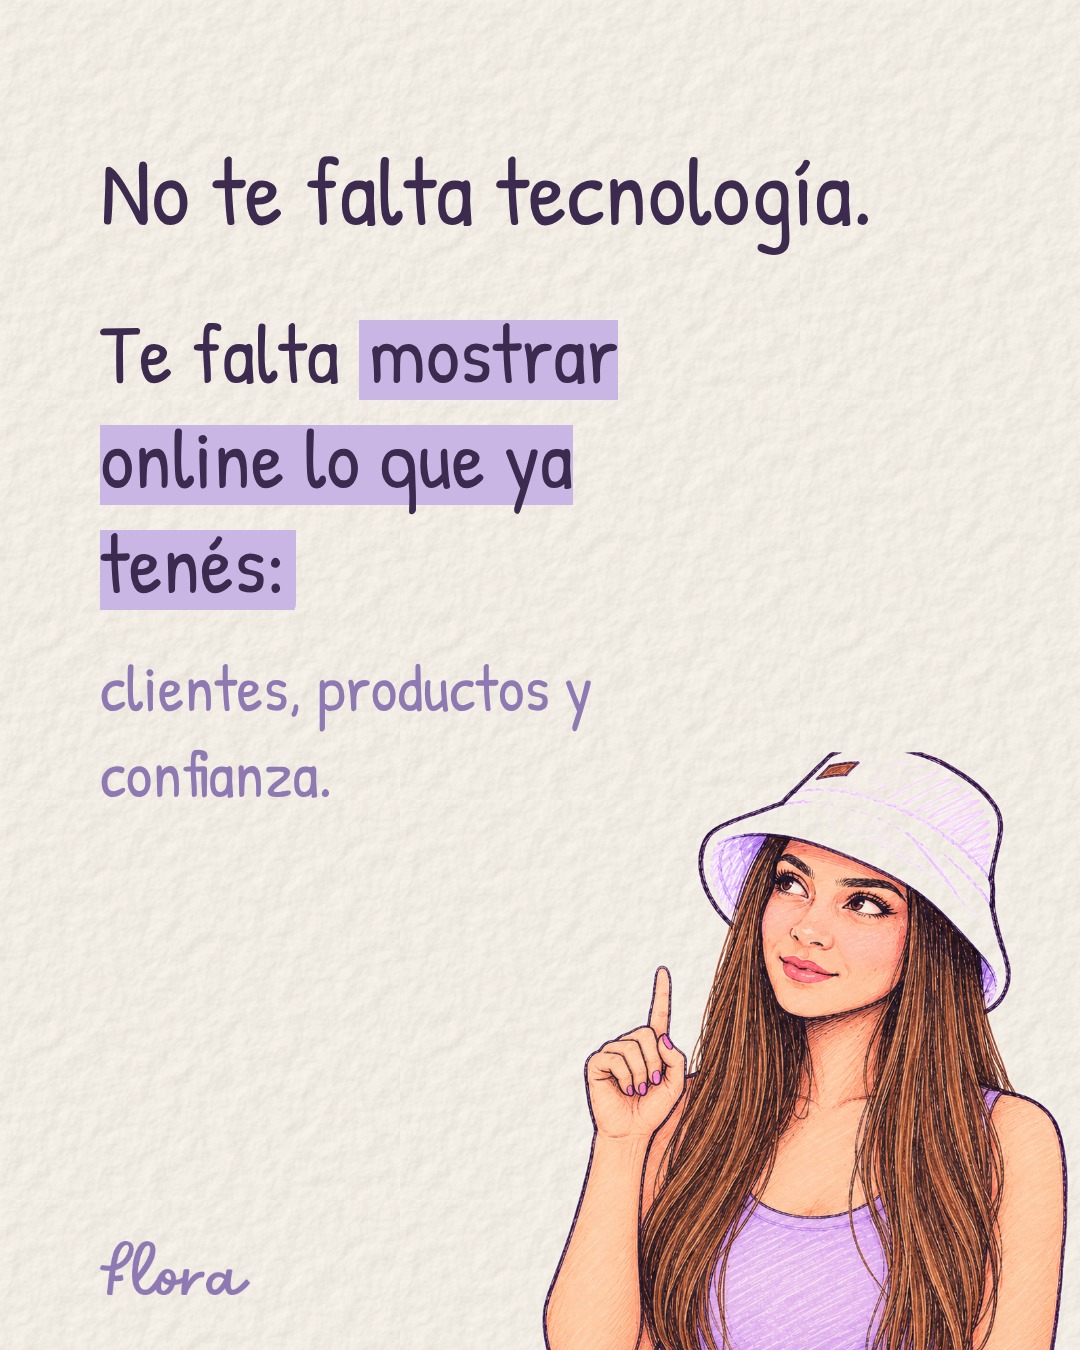 No te falta tecnología.
Te falta mostrar
online lo que ya
tenés:
clientes, productos y
confianza.
flora